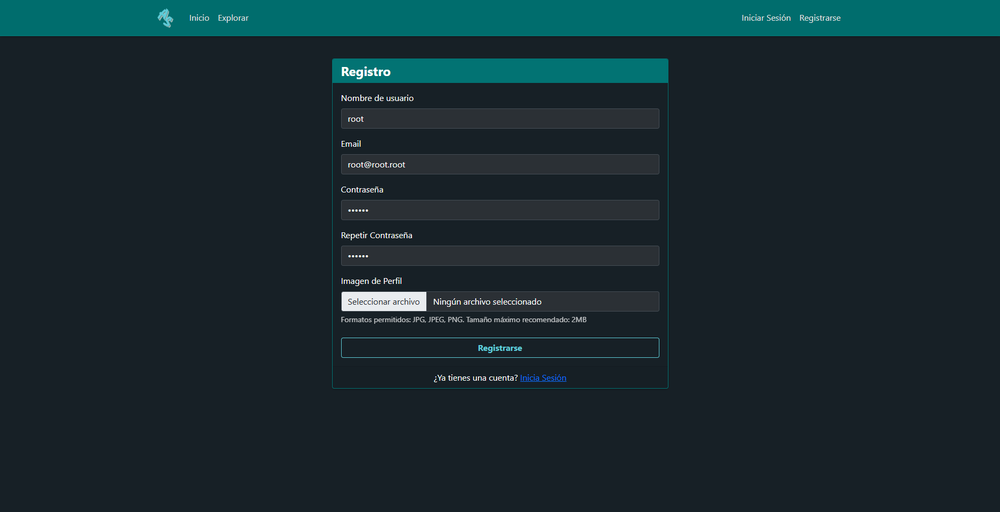 Inicio Explorar Iniciar Sesión Registrarse
Registro
Nombre de usuario
root
Email
root@root.root
Contraseña
••••••
Repetir Contraseña
••••••
Imagen de Perfil
Seleccionar archivo Ningún archivo seleccionado
Formatos permitidos: JPG, JPEG, PNG. Tamaño máximo recomendado: 2MB
Registrarse
¿Ya tienes una cuenta? Inicia Sesión